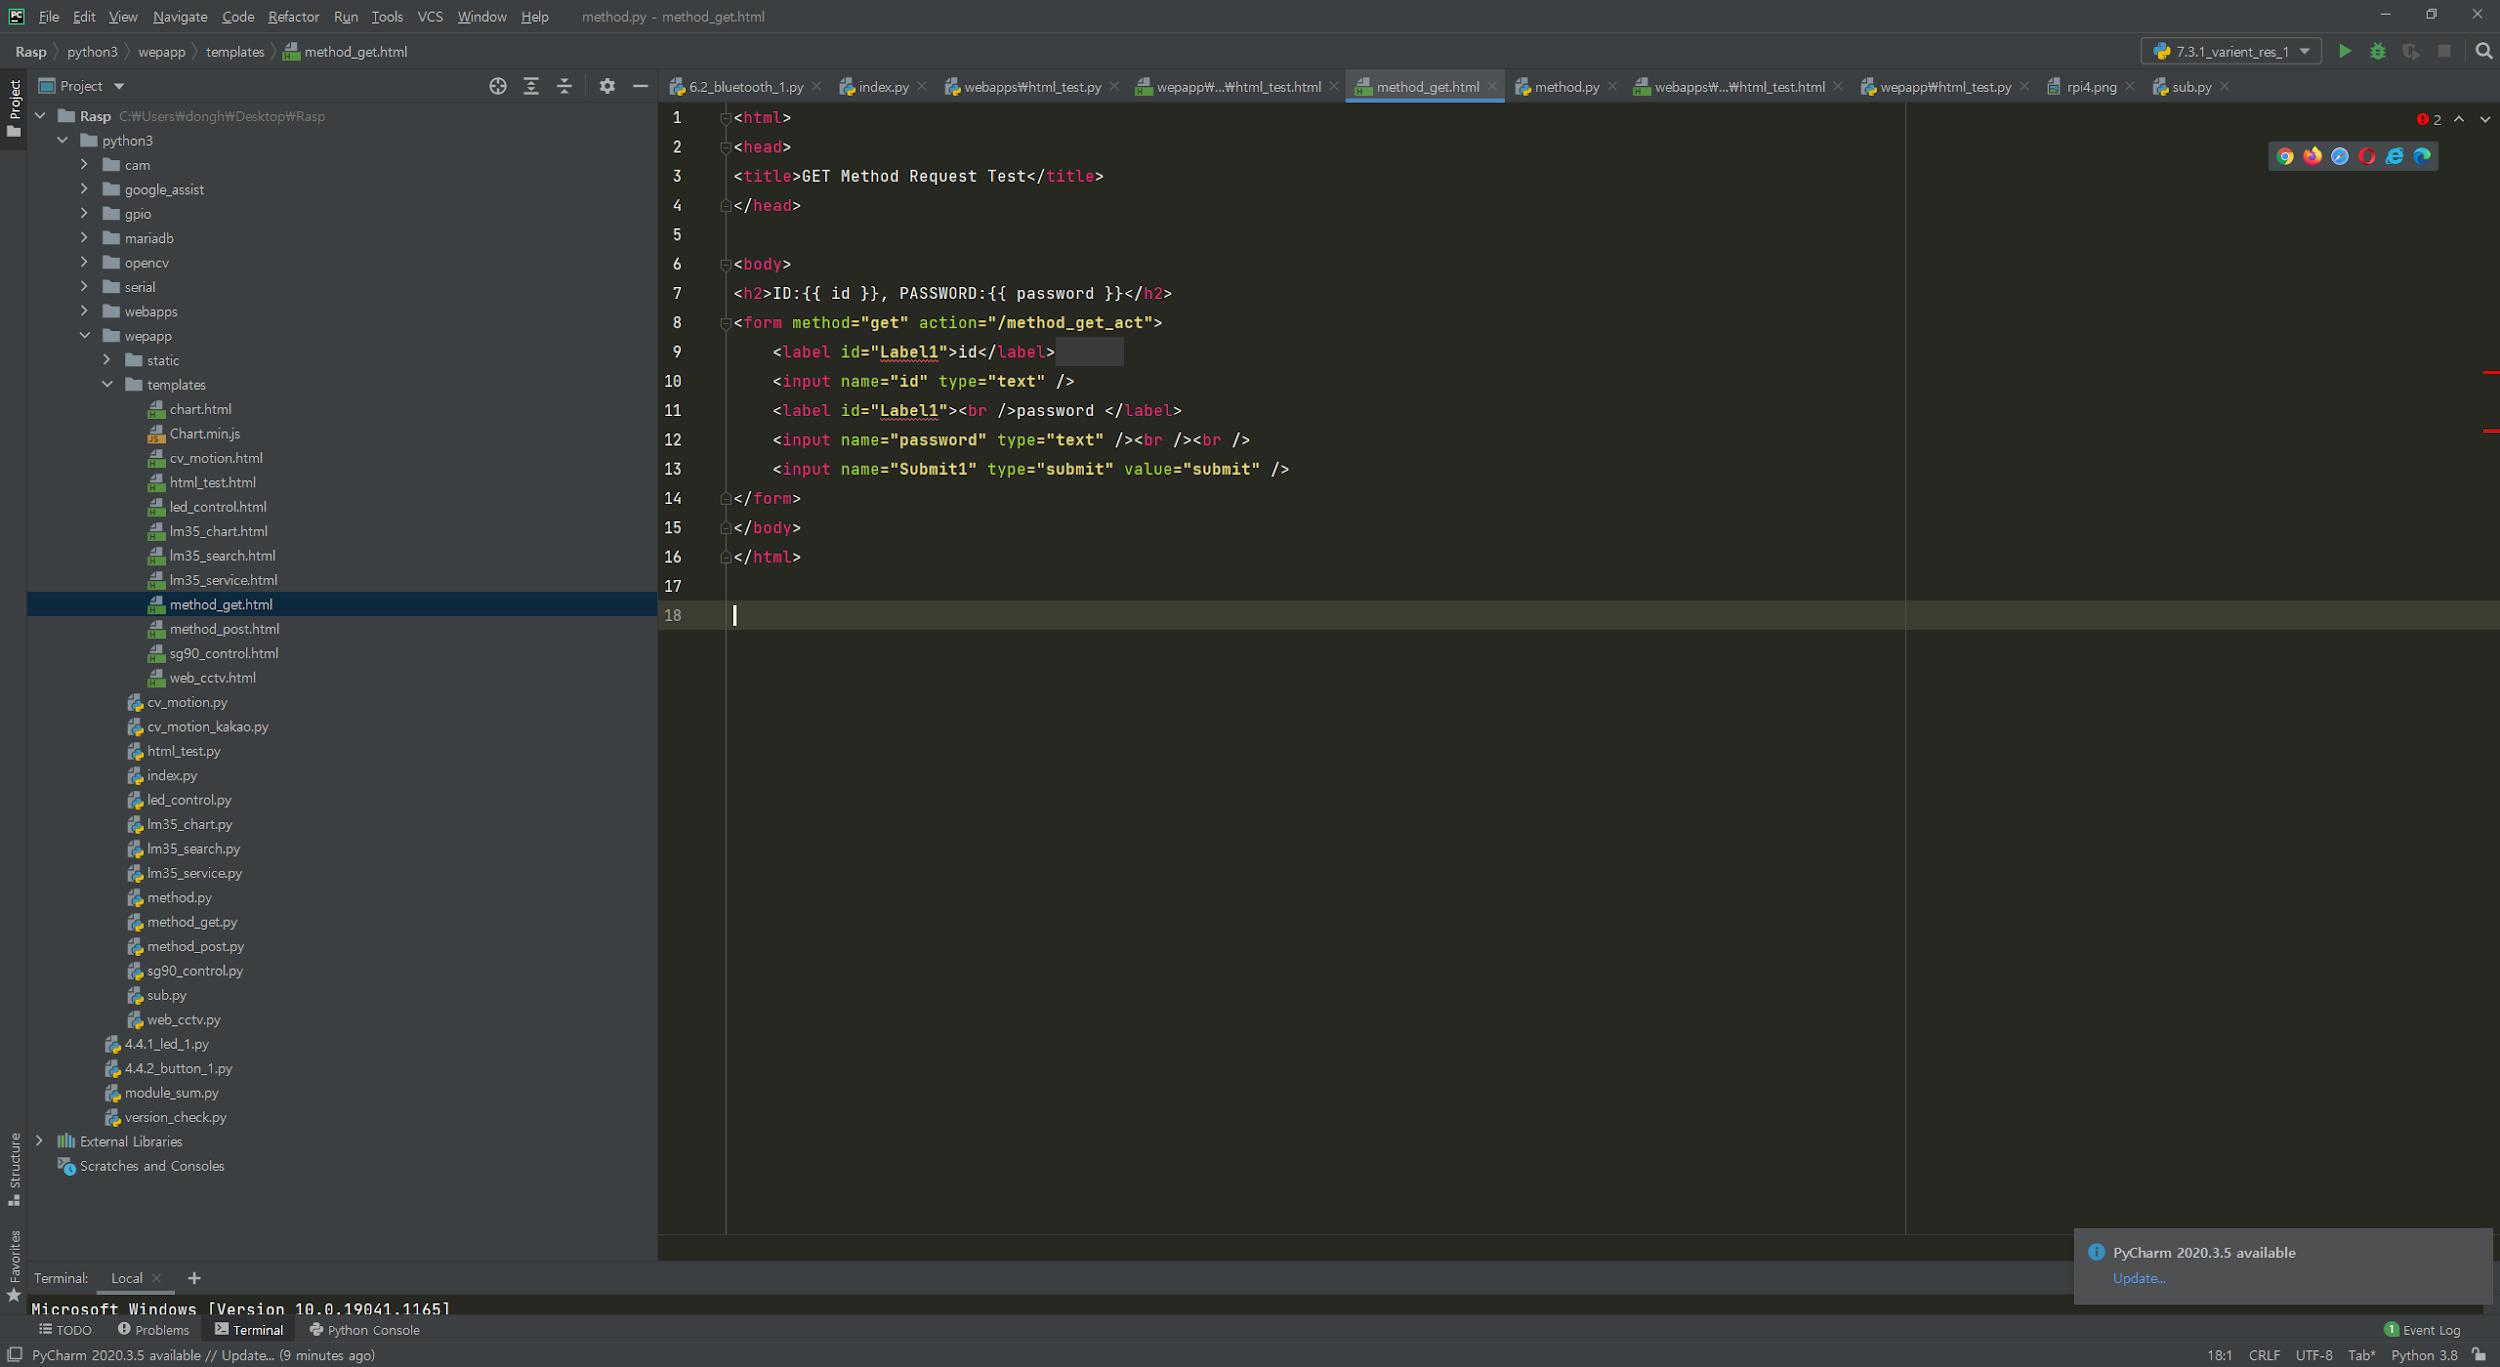 PC File Edit View Navigate Code Refactor Run Tools VCS Window Help method.py - method_get.html
Rasp python3 wepapp templates method_get.html 7.3.1_varient_res_1
Project 6.2_bluetooth_1.py index.py webapps₩html_test.py wepapp₩...₩html_test.html method_get.html method.py webapps₩...₩html_test.html wepapp₩html_test.py rpi4.png sub.py
Project
Structure
Favorites
Rasp C:₩Users₩dongh₩Desktop₩Rasp
python3
cam
google_assist
gpio
mariadb
opencv
serial
webapps
wepapp
static
templates
chart.html
Chart.min.js
cv_motion.html
html_test.html
led_control.html
lm35_chart.html
lm35_search.html
lm35_service.html
method_get.html
method_post.html
sg90_control.html
web_cctv.html
cv_motion.py
cv_motion_kakao.py
html_test.py
index.py
led_control.py
lm35_chart.py
lm35_search.py
lm35_service.py
method.py
method_get.py
method_post.py
sg90_control.py
sub.py
web_cctv.py
4.4.1_led_1.py
4.4.2_button_1.py
module_sum.py
version_check.py
External Libraries
Scratches and Consoles
1 <html>
2 <head>
3 <title>GET Method Request Test</title>
4 </head>
5
6 <body>
7 <h2>ID:{{ id }}, PASSWORD:{{ password }}</h2>
8 <form method="get" action="/method_get_act">
9 <label id="Label1">id</label>
10 <input name="id" type="text" />
11 <label id="Label1"><br />password </label>
12 <input name="password" type="text" /><br /><br />
13 <input name="Submit1" type="submit" value="submit" />
14 </form>
15 </body>
16 </html>
17
18
2
PyCharm 2020.3.5 available
Update...
Terminal: Local
Microsoft Windows [Version 10.0.19041.1165]
TODO Problems Terminal Python Console 1 Event Log
PyCharm 2020.3.5 available // Update... (9 minutes ago) 18:1 CRLF UTF-8 Tab* Python 3.8